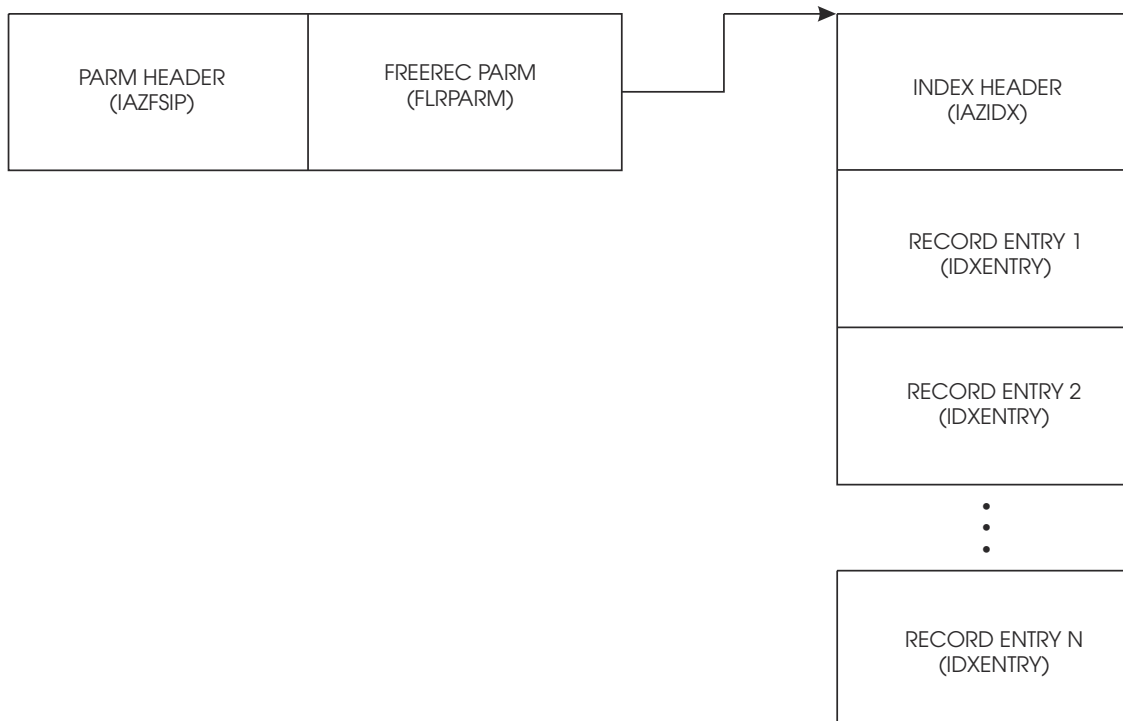 PARM HEADER
(IAZFSIP)
FREEREC PARM
(FLRPARM)
INDEX HEADER
(IAZIDX)
RECORD ENTRY 1
(IDXENTRY)
RECORD ENTRY 2
(IDXENTRY)
RECORD ENTRY N
(IDXENTRY)